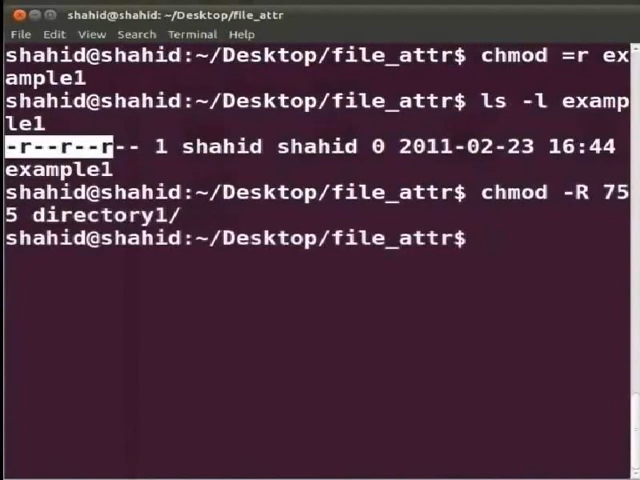 shahid@shahid: ~/Desktop/file_attr
File Edit View Search Terminal Help
shahid@shahid:~/Desktop/file_attr$ chmod =r ex
ample1
shahid@shahid:~/Desktop/file_attr$ ls -l examp
le1
-r--r--r-- 1 shahid shahid 0 2011-02-23 16:44
example1
shahid@shahid:~/Desktop/file_attr$ chmod -R 75
5 directory1/
shahid@shahid:~/Desktop/file_attr$